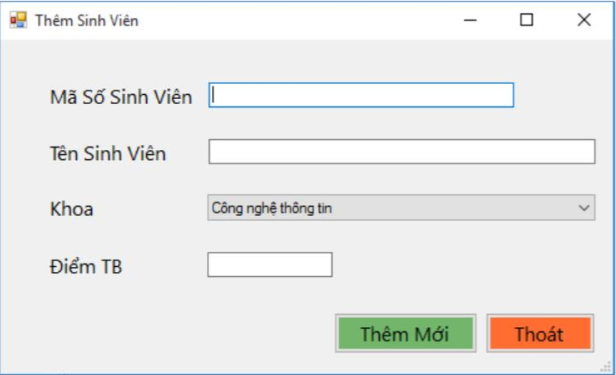 Thêm Sinh Viên
Mã Số Sinh Viên
Tên Sinh Viên
Khoa Công nghệ thông tin
Điểm TB
Thêm Mới Thoát